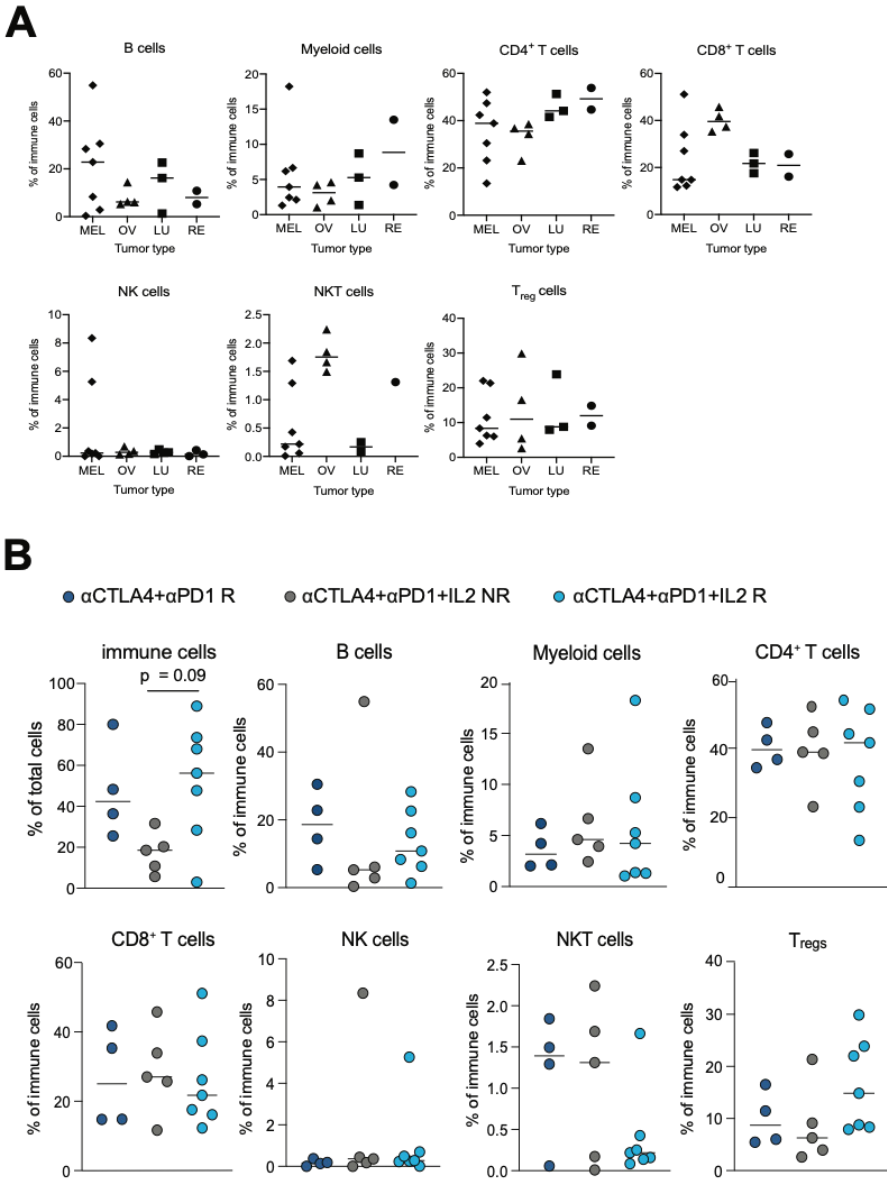 A
B cells
Myeloid cells
CD4+ T cells
CD8+ T cells
% of immune cells
60
40
20
0
MEL OV LU RE
Tumor type
% of immune cells
20
15
10
5
0
MEL OV LU RE
Tumor type
% of immune cells
60
40
20
0
MEL OV LU RE
Tumor type
% of immune cells
60
40
20
0
MEL OV LU RE
Tumor type
NK cells
NKT cells
Treg cells
% of immune cells
10
8
6
4
2
0
MEL OV LU RE
Tumor type
% of immune cells
2.5
2.0
1.5
1.0
0.5
0.0
MEL OV LU RE
Tumor type
% of immune cells
40
30
20
10
0
MEL OV LU RE
Tumor type
B
αCTLA4+αPD1 R
αCTLA4+αPD1+IL2 NR
αCTLA4+αPD1+IL2 R
immune cells
p = 0.09
% of total cells
100
80
60
40
20
0
B cells
% of immune cells
60
40
20
0
Myeloid cells
% of immune cells
20
15
10
5
0
CD4+ T cells
% of immune cells
60
40
20
0
CD8+ T cells
% of immune cells
60
40
20
0
NK cells
% of immune cells
10
8
6
4
2
0
NKT cells
% of immune cells
2.5
2.0
1.5
1.0
0.5
0.0
Tregs
% of immune cells
40
30
20
10
0